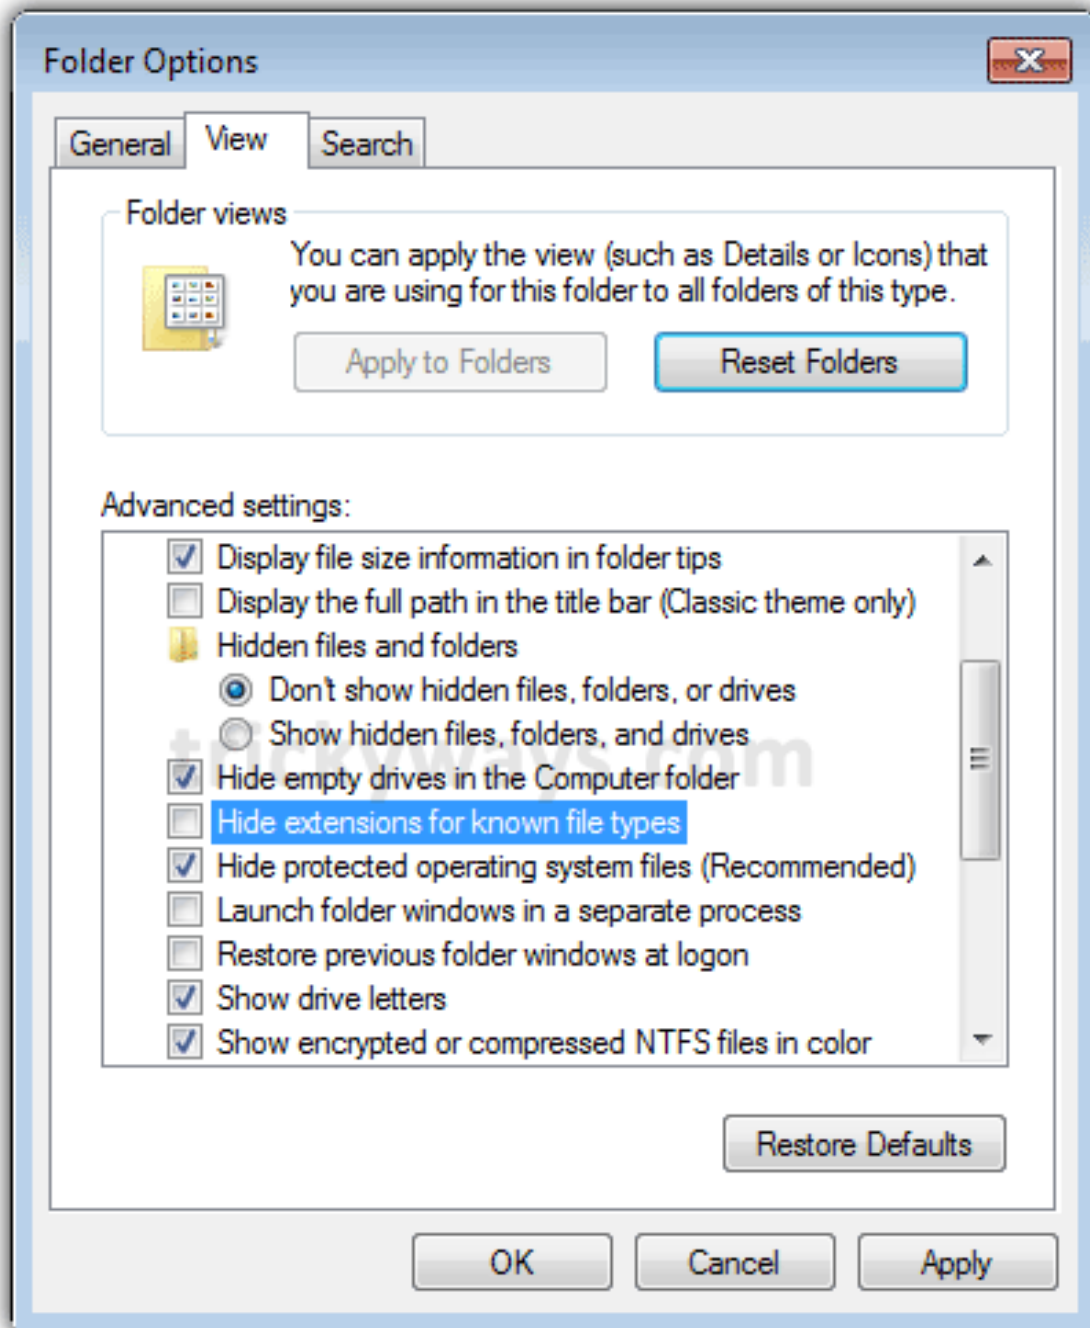 Folder Options
General View Search
Folder views
You can apply the view (such as Details or Icons) that
you are using for this folder to all folders of this type.
Apply to Folders Reset Folders
Advanced settings:
Display file size information in folder tips
Display the full path in the title bar (Classic theme only)
Hidden files and folders
Don't show hidden files, folders, or drives
Show hidden files, folders, and drives
trickyways.com
Hide empty drives in the Computer folder
Hide extensions for known file types
Hide protected operating system files (Recommended)
Launch folder windows in a separate process
Restore previous folder windows at logon
Show drive letters
Show encrypted or compressed NTFS files in color
Restore Defaults
OK Cancel Apply